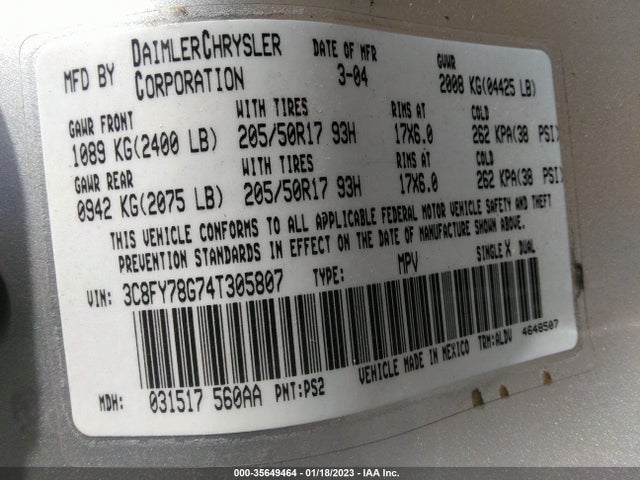 MFD BY DAIMLERCHRYSLER CORPORATION DATE OF MFR 3-04 GVWR 2008 KG(04425 LB)
GAWR FRONT WITH TIRES RIMS AT COLD
1089 KG(2400 LB) 205/50R17 93H 17X6.0 262 KPA(38 PSI)
GAWR REAR WITH TIRES RIMS AT COLD
0942 KG(2075 LB) 205/50R17 93H 17X6.0 262 KPA(38 PSI)
THIS VEHICLE CONFORMS TO ALL APPLICABLE FEDERAL MOTOR VEHICLE SAFETY AND THEFT
PREVENTION STANDARDS IN EFFECT ON THE DATE OF MANUFACTURE SHOWN ABOVE.
VIN: 3C8FY78G74T305807 TYPE: MPV SINGLE X DUAL
MDH: 031517 560AA PNT:PS2 VEHICLE MADE IN MEXICO TRM:ALDV 4648507
000-35649464 - 01/18/2023 - IAA Inc.